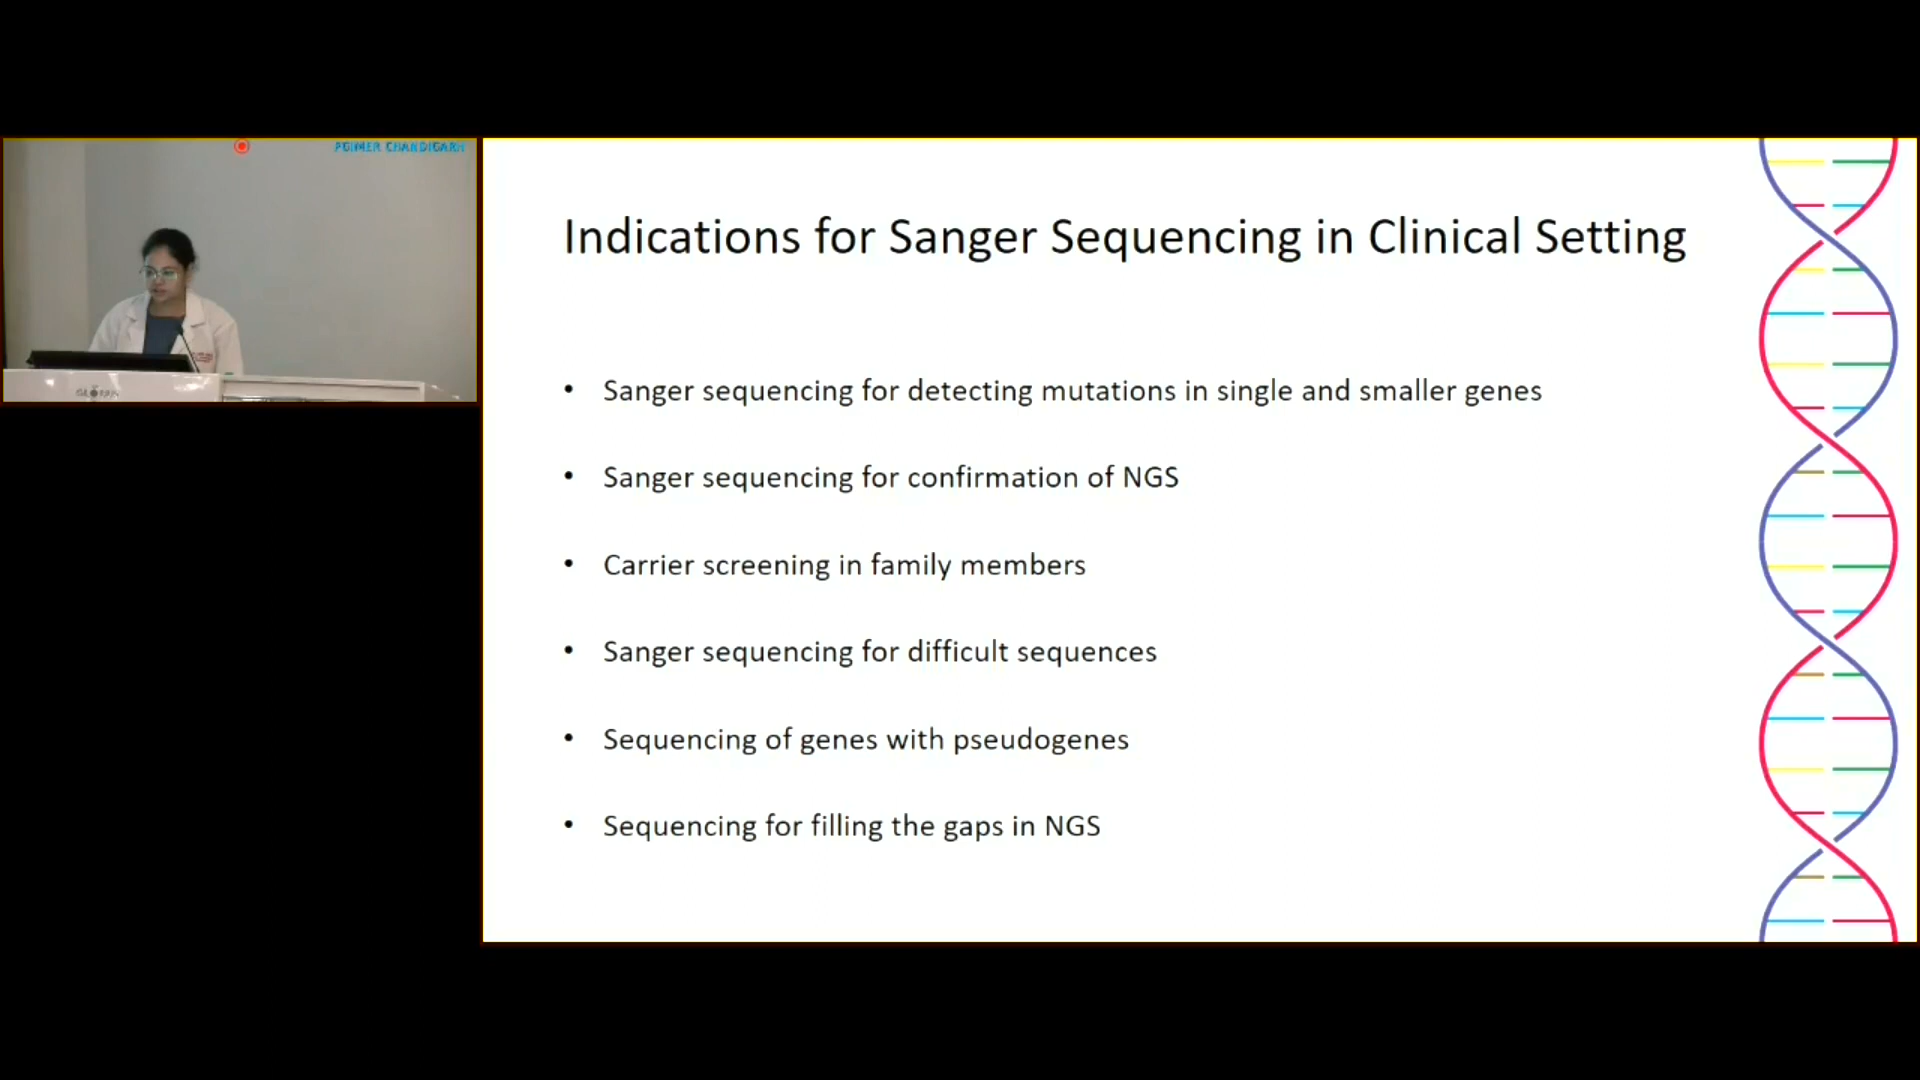 PGIMER CHANDIGARH
Indications for Sanger Sequencing in Clinical Setting
• Sanger sequencing for detecting mutations in single and smaller genes
• Sanger sequencing for confirmation of NGS
• Carrier screening in family members
• Sanger sequencing for difficult sequences
• Sequencing of genes with pseudogenes
• Sequencing for filling the gaps in NGS